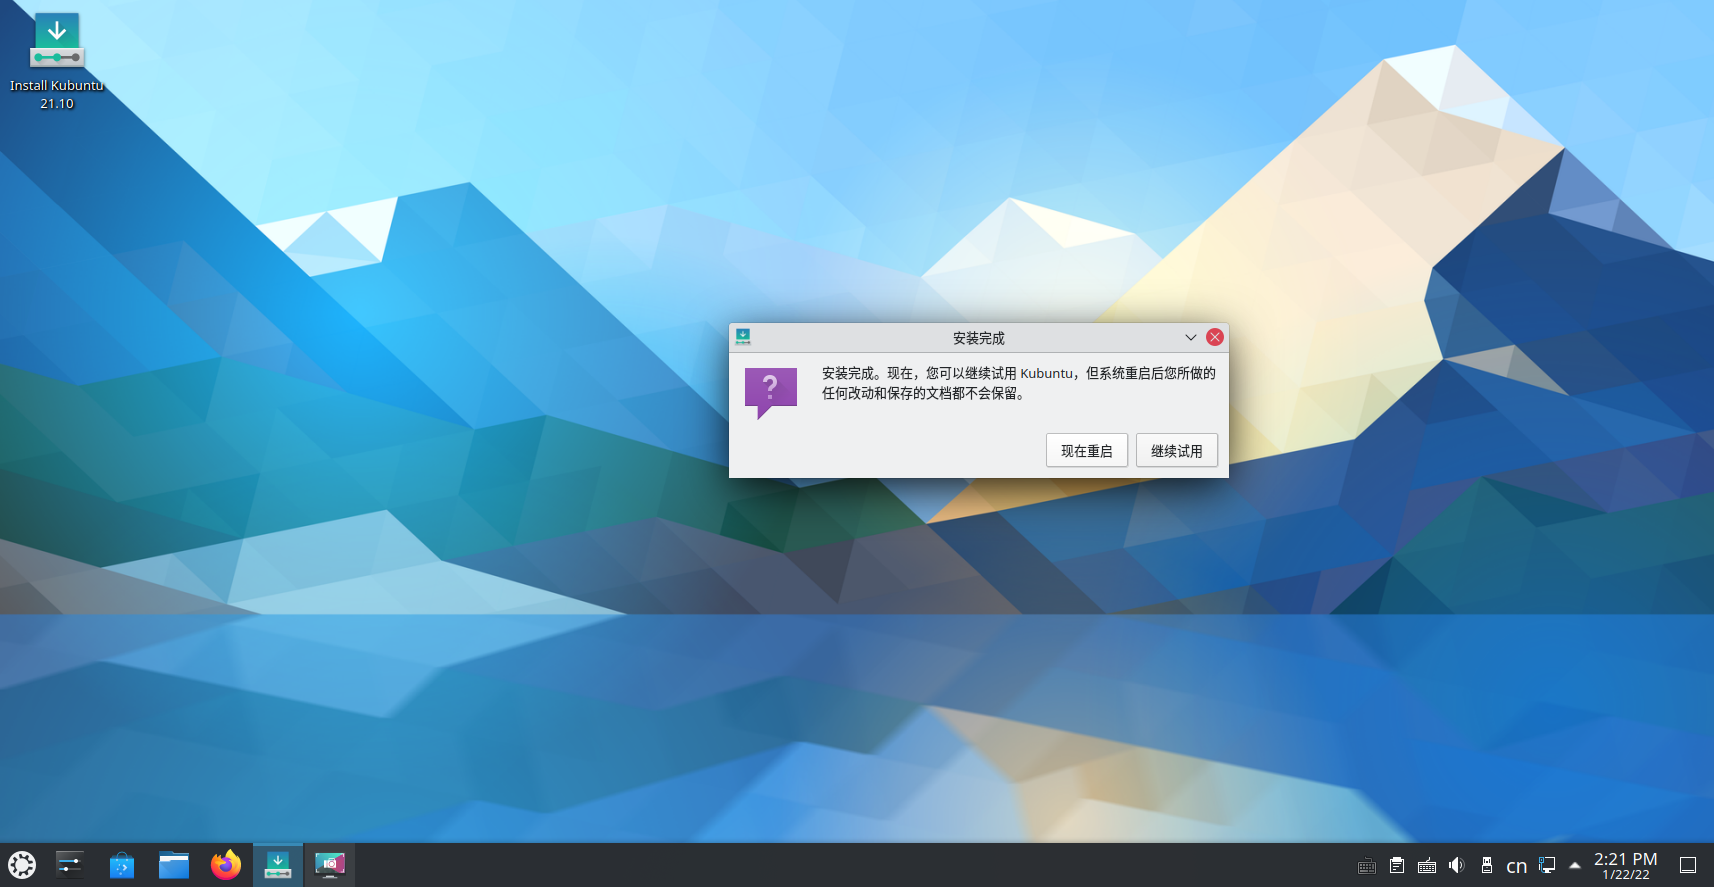 Install Kubuntu
21.10
安装完成
安装完成。现在，您可以继续试用 Kubuntu，但系统重启后您所做的
任何改动和保存的文档都不会保留。
现在重启 继续试用
cn
2:21 PM
1/22/22